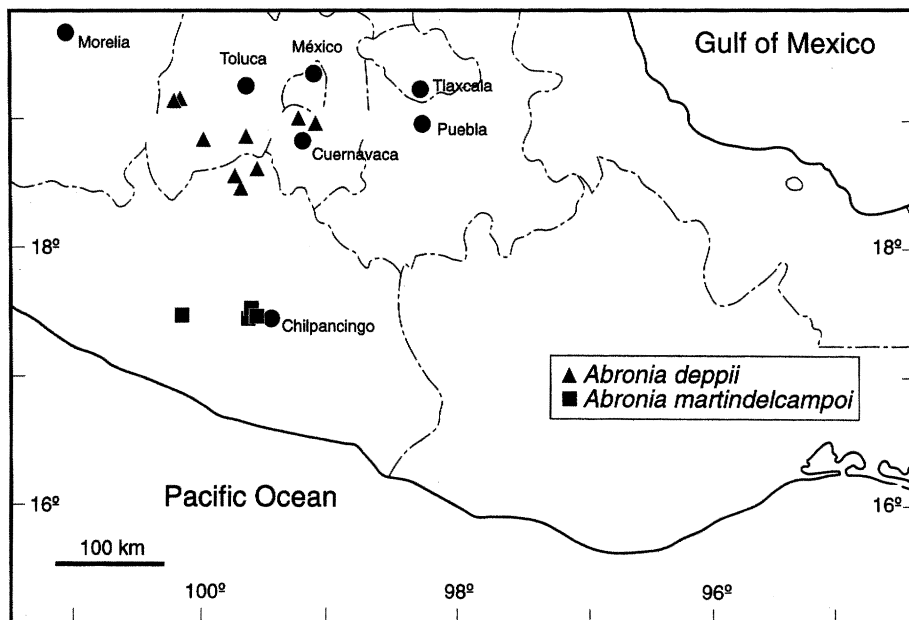 Morelia
Toluca
México
Gulf of Mexico
Tlaxcala
Puebla
Cuernavaca
18º
18º
Chilpancingo
Abronia deppii
Abronia martindelcampoi
Pacific Ocean
16º
16º
100 km
100º
98º
96º